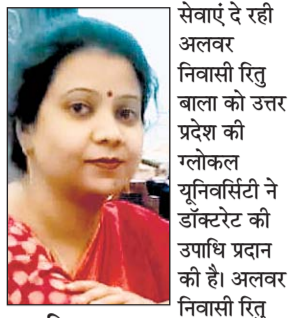 सेवाएं दे रही
अलवर
निवासी रितु
बाला को उत्तर
प्रदेश की
ग्लोकल
यूनिवर्सिटी ने
डॉक्टरेट की
उपाधि प्रदान
की है। अलवर
निवासी रितु